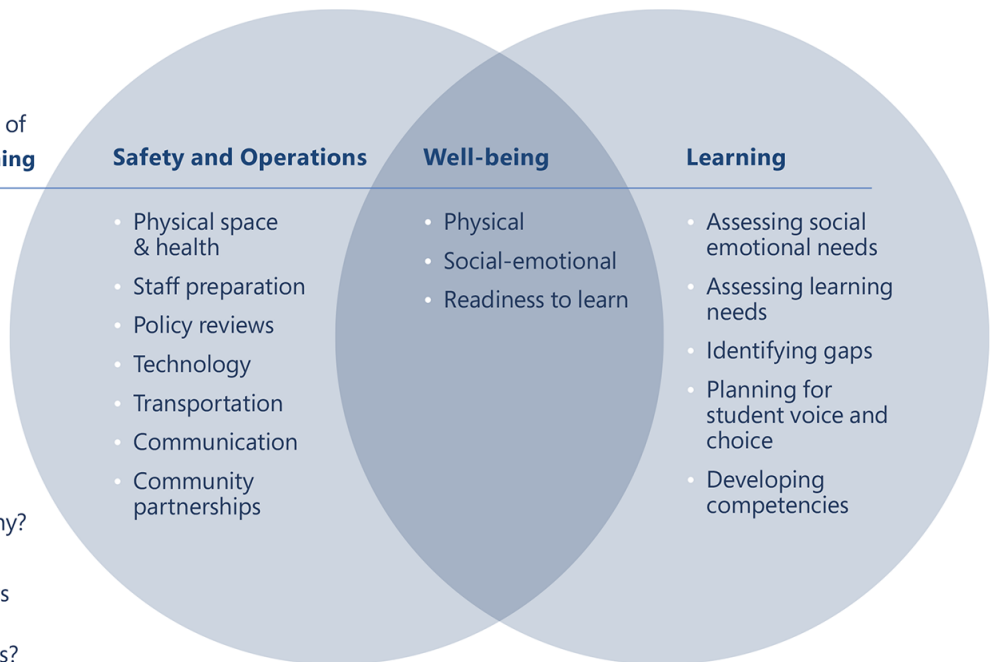 of
Safety and Operations
Physical space
& health
Staff preparation
Policy reviews
Technology
Transportation
Communication
Community
partnerships
Well-being
Physical
Social-emotional
Readiness to learn
Learning
Assessing social
emotional needs
Assessing learning
needs
Identifying gaps
Planning for
student voice and
choice
Developing
competencies